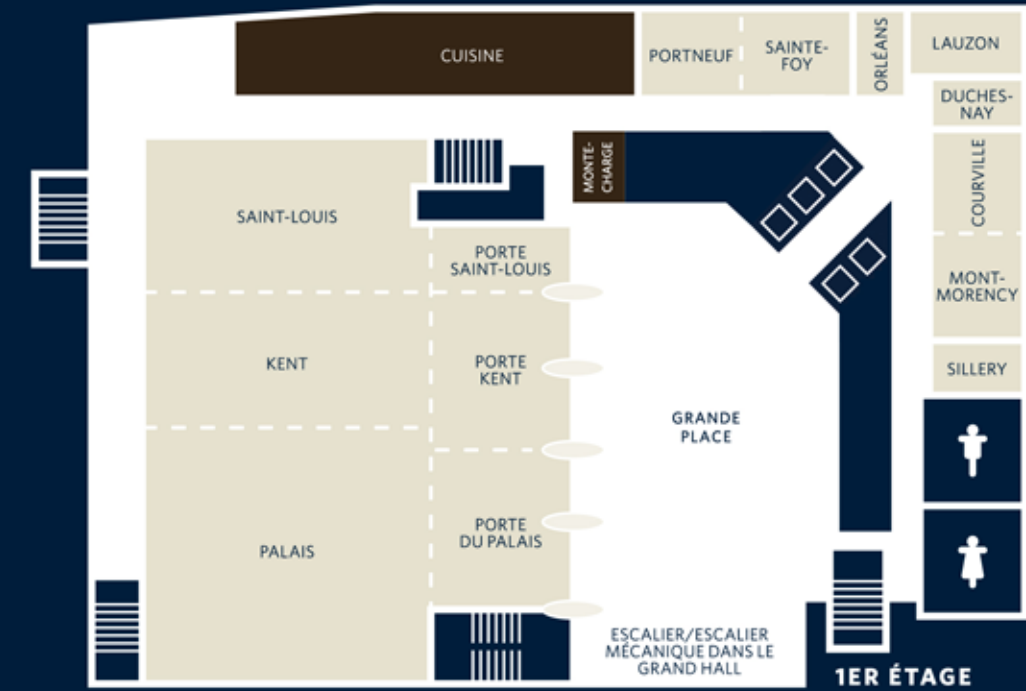 CUISINE
PORTNEUF
SAINTE-
FOY
ORLÉANS
LAUZON
DUCHES-
NAY
COURVILLE
MONT-
MORENCY
SILLERY
MONTE-
CHARGE
SAINT-LOUIS
PORTE
SAINT-LOUIS
KENT
PORTE
KENT
GRANDE
PLACE
PALAIS
PORTE
DU PALAIS
ESCALIER/ESCALIER
MÉCANIQUE DANS LE
GRAND HALL
1ER ÉTAGE